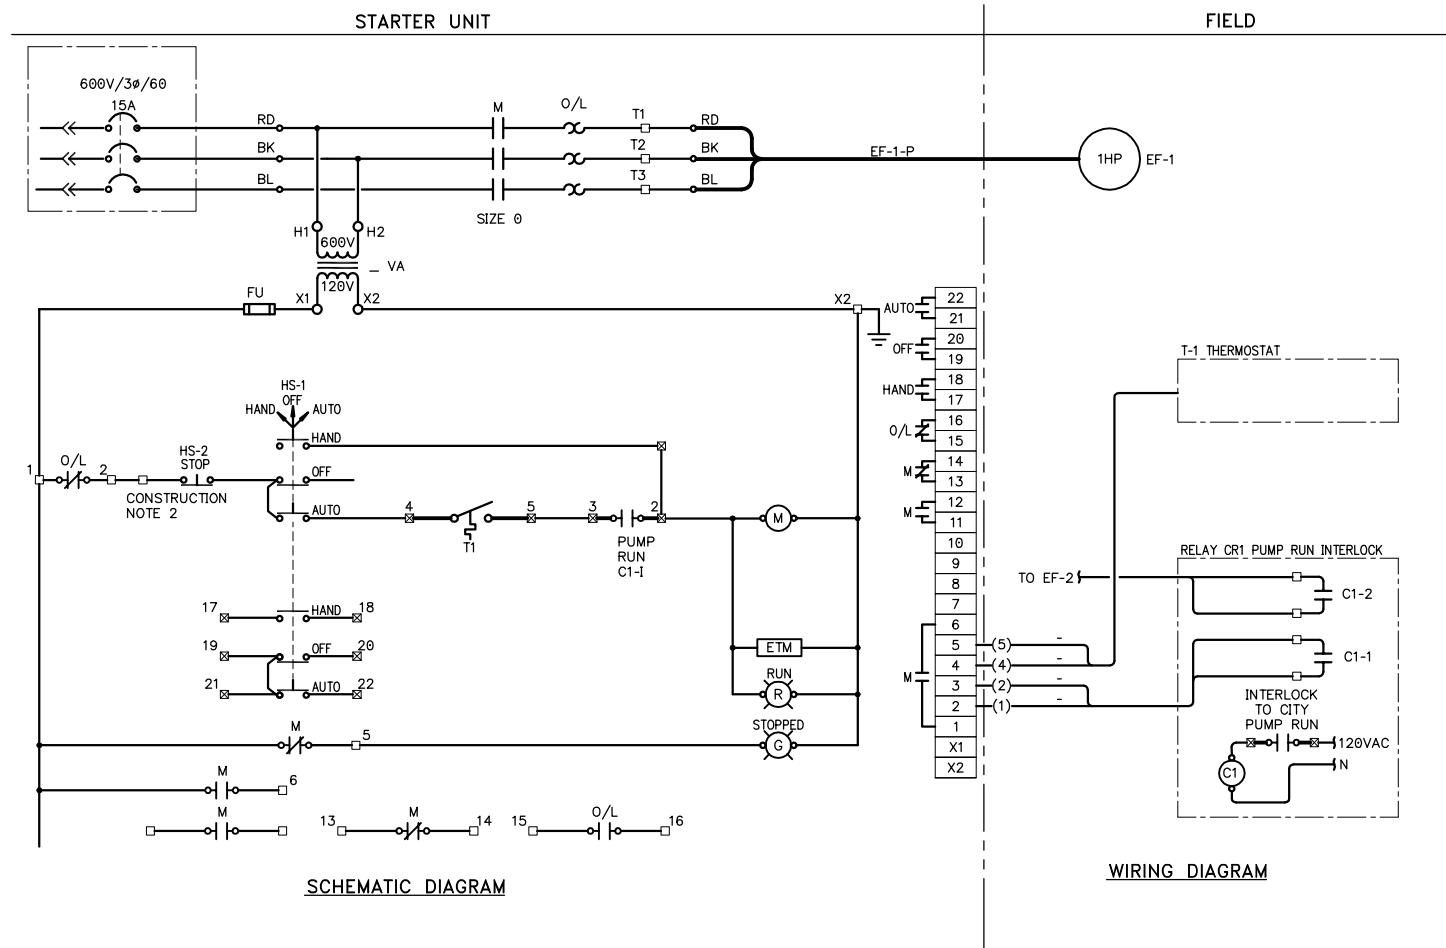 STARTER UNIT
FIELD
600V/3ø/60
15A
RD
BK
BL
M
O/L
T1
T2
T3
RD
BK
BL
EF-1-P
1HP
EF-1
SIZE 0
H1
H2
600V
_ VA
120V
FU
X1
X2
X2
HS-1
OFF
HAND
AUTO
HAND
1
O/L
2
HS-2
STOP
OFF
CONSTRUCTION
NOTE 2
AUTO
4
T1
5
3
2
PUMP
RUN
C1-I
M
17
HAND
18
19
OFF
20
21
AUTO
22
ETM
RUN
R
STOPPED
G
M
5
M
6
M
13
M
14
15
O/L
16
SCHEMATIC DIAGRAM
AUTO
OFF
HAND
O/L
M
M
M
22
21
20
19
18
17
16
15
14
13
12
11
10
9
8
7
6
5
4
3
2
1
X1
X2
(5)
-
(4)
-
(2)
-
(1)
-
T-1 THERMOSTAT
RELAY CR1 PUMP RUN INTERLOCK
TO EF-2
C1-2
C1-1
INTERLOCK
TO CITY
PUMP RUN
120VAC
N
C1
WIRING DIAGRAM